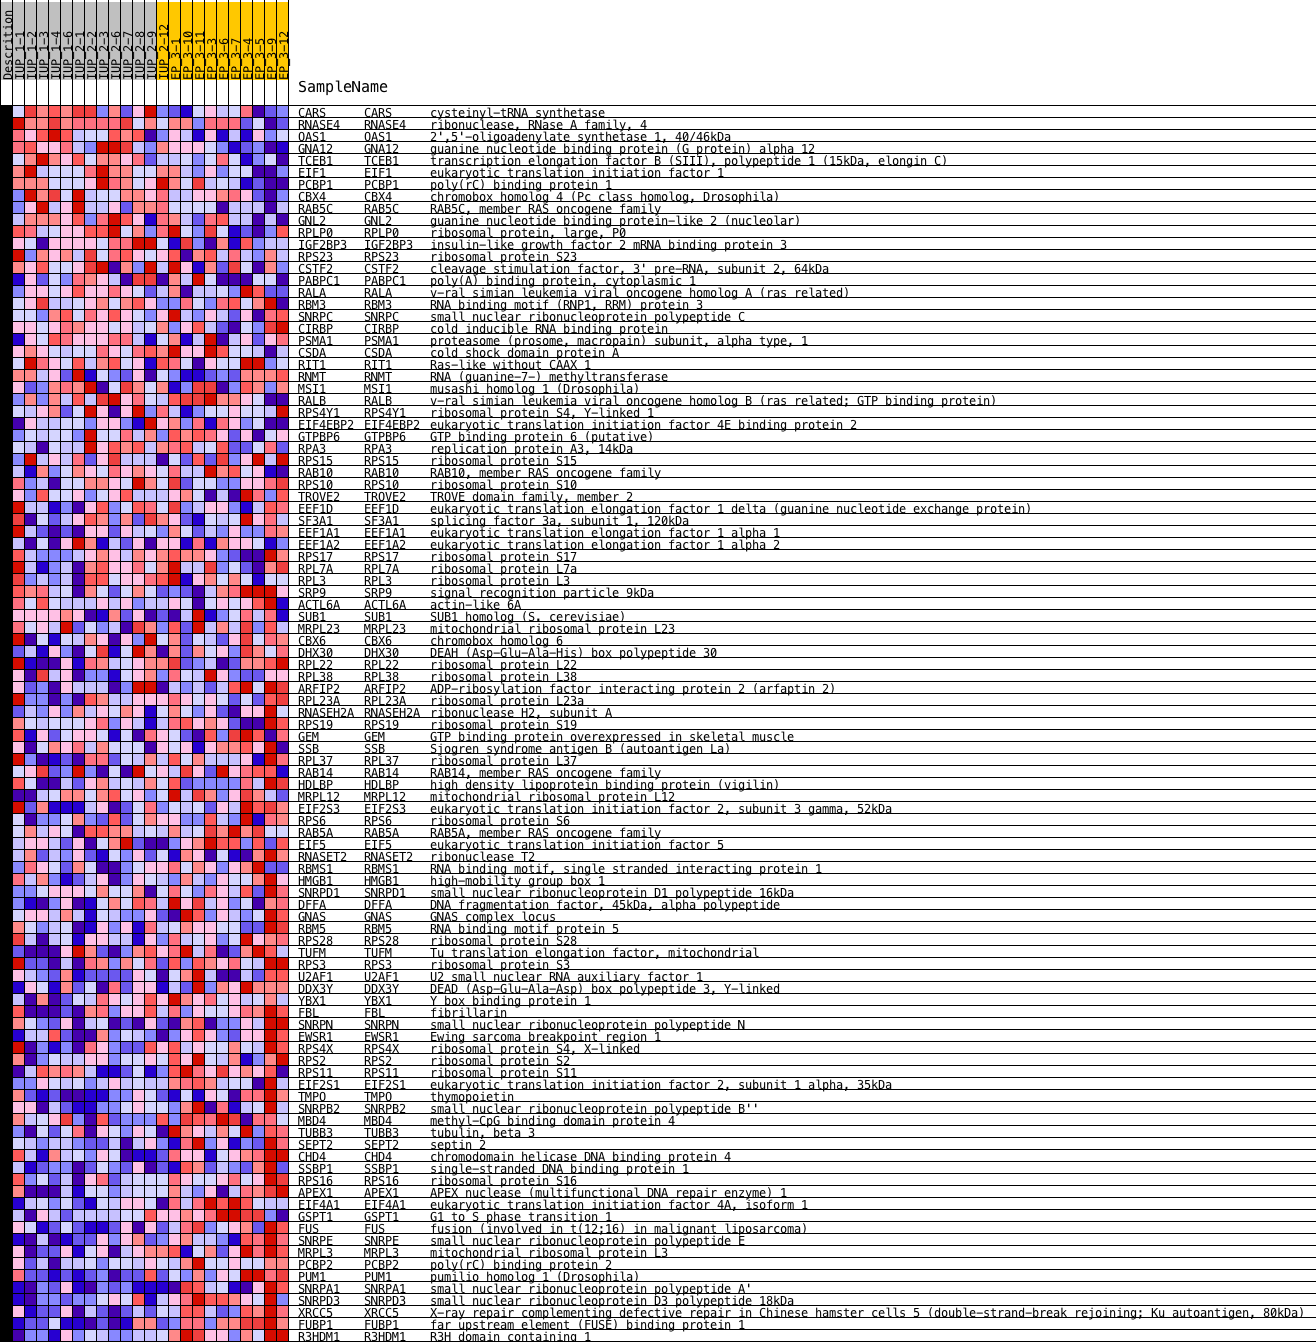 Descrition
IUP_1-1
IUP_1-2
IUP_1-3
IUP_1-4
IUP_1-6
IUP_2-1
IUP_2-2
IUP_2-3
IUP_2-6
IUP_2-7
IUP_2-8
IUP_2-9
IUP_2-12
EP_3-1
EP_3-10
EP_3-11
EP_3-3
EP_3-6
EP_3-7
EP_3-4
EP_3-5
EP_3-9
EP_3-12
SampleName
CARS CARS cysteinyl-tRNA synthetase
RNASE4 RNASE4 ribonuclease, RNase A family, 4
OAS1 OAS1 2',5'-oligoadenylate synthetase 1, 40/46kDa
GNA12 GNA12 guanine nucleotide binding protein (G protein) alpha 12
TCEB1 TCEB1 transcription elongation factor B (SIII), polypeptide 1 (15kDa, elongin C)
EIF1 EIF1 eukaryotic translation initiation factor 1
PCBP1 PCBP1 poly(rC) binding protein 1
CBX4 CBX4 chromobox homolog 4 (Pc class homolog, Drosophila)
RAB5C RAB5C RAB5C, member RAS oncogene family
GNL2 GNL2 guanine nucleotide binding protein-like 2 (nucleolar)
RPLP0 RPLP0 ribosomal protein, large, P0
IGF2BP3 IGF2BP3 insulin-like growth factor 2 mRNA binding protein 3
RPS23 RPS23 ribosomal protein S23
CSTF2 CSTF2 cleavage stimulation factor, 3' pre-RNA, subunit 2, 64kDa
PABPC1 PABPC1 poly(A) binding protein, cytoplasmic 1
RALA RALA v-ral simian leukemia viral oncogene homolog A (ras related)
RBM3 RBM3 RNA binding motif (RNP1, RRM) protein 3
SNRPC SNRPC small nuclear ribonucleoprotein polypeptide C
CIRBP CIRBP cold inducible RNA binding protein
PSMA1 PSMA1 proteasome (prosome, macropain) subunit, alpha type, 1
CSDA CSDA cold shock domain protein A
RIT1 RIT1 Ras-like without CAAX 1
RNMT RNMT RNA (guanine-7-) methyltransferase
MSI1 MSI1 musashi homolog 1 (Drosophila)
RALB RALB v-ral simian leukemia viral oncogene homolog B (ras related; GTP binding protein)
RPS4Y1 RPS4Y1 ribosomal protein S4, Y-linked 1
EIF4EBP2 EIF4EBP2 eukaryotic translation initiation factor 4E binding protein 2
GTPBP6 GTPBP6 GTP binding protein 6 (putative)
RPA3 RPA3 replication protein A3, 14kDa
RPS15 RPS15 ribosomal protein S15
RAB10 RAB10 RAB10, member RAS oncogene family
RPS10 RPS10 ribosomal protein S10
TROVE2 TROVE2 TROVE domain family, member 2
EEF1D EEF1D eukaryotic translation elongation factor 1 delta (guanine nucleotide exchange protein)
SF3A1 SF3A1 splicing factor 3a, subunit 1, 120kDa
EEF1A1 EEF1A1 eukaryotic translation elongation factor 1 alpha 1
EEF1A2 EEF1A2 eukaryotic translation elongation factor 1 alpha 2
RPS17 RPS17 ribosomal protein S17
RPL7A RPL7A ribosomal protein L7a
RPL3 RPL3 ribosomal protein L3
SRP9 SRP9 signal recognition particle 9kDa
ACTL6A ACTL6A actin-like 6A
SUB1 SUB1 SUB1 homolog (S. cerevisiae)
MRPL23 MRPL23 mitochondrial ribosomal protein L23
CBX6 CBX6 chromobox homolog 6
DHX30 DHX30 DEAH (Asp-Glu-Ala-His) box polypeptide 30
RPL22 RPL22 ribosomal protein L22
RPL38 RPL38 ribosomal protein L38
ARFIP2 ARFIP2 ADP-ribosylation factor interacting protein 2 (arfaptin 2)
RPL23A RPL23A ribosomal protein L23a
RNASEH2A RNASEH2A ribonuclease H2, subunit A
RPS19 RPS19 ribosomal protein S19
GEM GEM GTP binding protein overexpressed in skeletal muscle
SSB SSB Sjogren syndrome antigen B (autoantigen La)
RPL37 RPL37 ribosomal protein L37
RAB14 RAB14 RAB14, member RAS oncogene family
HDLBP HDLBP high density lipoprotein binding protein (vigilin)
MRPL12 MRPL12 mitochondrial ribosomal protein L12
EIF2S3 EIF2S3 eukaryotic translation initiation factor 2, subunit 3 gamma, 52kDa
RPS6 RPS6 ribosomal protein S6
RAB5A RAB5A RAB5A, member RAS oncogene family
EIF5 EIF5 eukaryotic translation initiation factor 5
RNASET2 RNASET2 ribonuclease T2
RBMS1 RBMS1 RNA binding motif, single stranded interacting protein 1
HMGB1 HMGB1 high-mobility group box 1
SNRPD1 SNRPD1 small nuclear ribonucleoprotein D1 polypeptide 16kDa
DFFA DFFA DNA fragmentation factor, 45kDa, alpha polypeptide
GNAS GNAS GNAS complex locus
RBM5 RBM5 RNA binding motif protein 5
RPS28 RPS28 ribosomal protein S28
TUFM TUFM Tu translation elongation factor, mitochondrial
RPS3 RPS3 ribosomal protein S3
U2AF1 U2AF1 U2 small nuclear RNA auxiliary factor 1
DDX3Y DDX3Y DEAD (Asp-Glu-Ala-Asp) box polypeptide 3, Y-linked
YBX1 YBX1 Y box binding protein 1
FBL FBL fibrillarin
SNRPN SNRPN small nuclear ribonucleoprotein polypeptide N
EWSR1 EWSR1 Ewing sarcoma breakpoint region 1
RPS4X RPS4X ribosomal protein S4, X-linked
RPS2 RPS2 ribosomal protein S2
RPS11 RPS11 ribosomal protein S11
EIF2S1 EIF2S1 eukaryotic translation initiation factor 2, subunit 1 alpha, 35kDa
TMPO TMPO thymopoietin
SNRPB2 SNRPB2 small nuclear ribonucleoprotein polypeptide B''
MBD4 MBD4 methyl-CpG binding domain protein 4
TUBB3 TUBB3 tubulin, beta 3
SEPT2 SEPT2 septin 2
CHD4 CHD4 chromodomain helicase DNA binding protein 4
SSBP1 SSBP1 single-stranded DNA binding protein 1
RPS16 RPS16 ribosomal protein S16
APEX1 APEX1 APEX nuclease (multifunctional DNA repair enzyme) 1
EIF4A1 EIF4A1 eukaryotic translation initiation factor 4A, isoform 1
GSPT1 GSPT1 G1 to S phase transition 1
FUS FUS fusion (involved in t(12;16) in malignant liposarcoma)
SNRPE SNRPE small nuclear ribonucleoprotein polypeptide E
MRPL3 MRPL3 mitochondrial ribosomal protein L3
PCBP2 PCBP2 poly(rC) binding protein 2
PUM1 PUM1 pumilio homolog 1 (Drosophila)
SNRPA1 SNRPA1 small nuclear ribonucleoprotein polypeptide A'
SNRPD3 SNRPD3 small nuclear ribonucleoprotein D3 polypeptide 18kDa
XRCC5 XRCC5 X-ray repair complementing defective repair in Chinese hamster cells 5 (double-strand-break rejoining; Ku autoantigen, 80kDa)
FUBP1 FUBP1 far upstream element (FUSE) binding protein 1
R3HDM1 R3HDM1 R3H domain containing 1